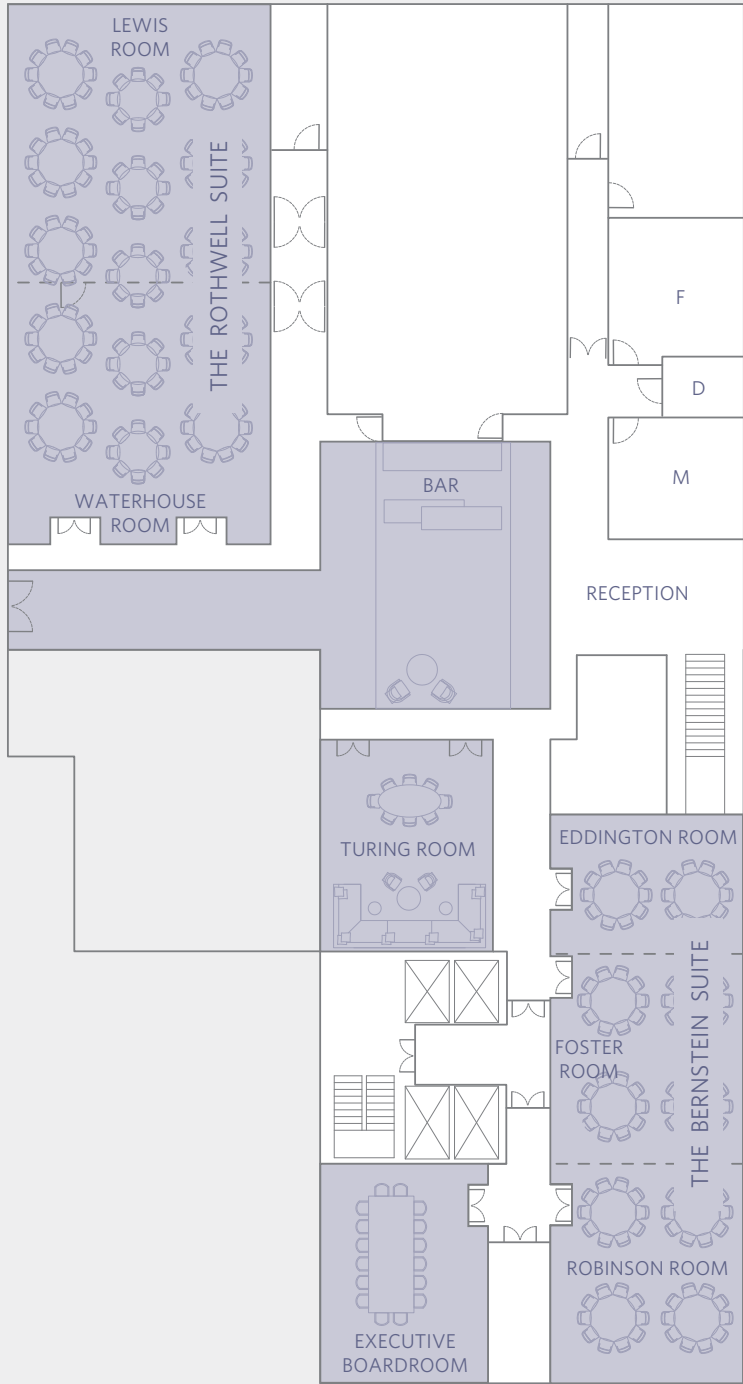 LEWIS
ROOM
THE ROTHWELL SUITE
WATERHOUSE
ROOM
BAR
F
D
M
RECEPTION
TURING ROOM
EDDINGTON ROOM
THE BERNSTEIN SUITE
FOSTER
ROOM
ROBINSON ROOM
EXECUTIVE
BOARDROOM